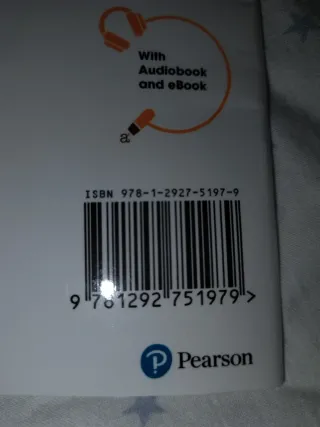 With
Audiobook
and eBook
a
ISBN 978-1-2927-5197-9
9 781292 751979 >
Pearson